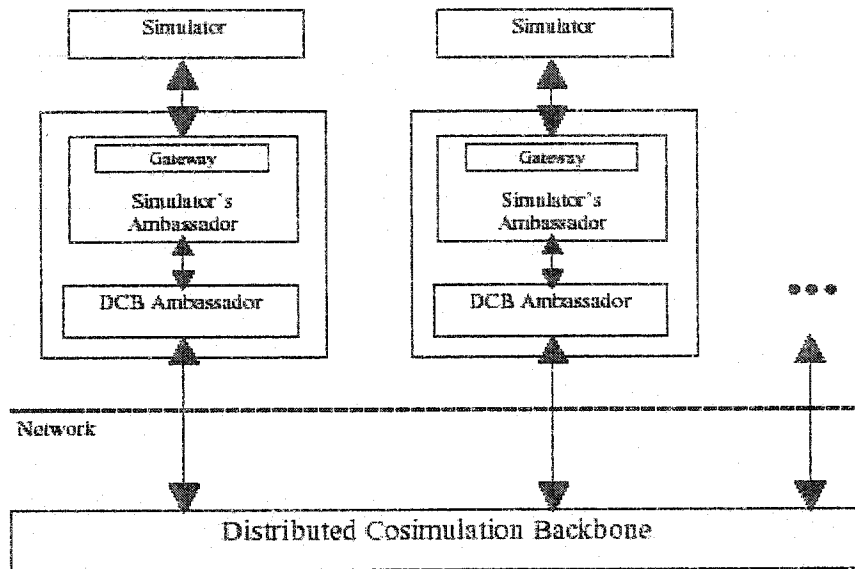 Simulator
Simulator
Gateway
Simulator's
Ambassador
DCB Ambassador
Gateway
Simulator's
Ambassador
DCB Ambassador
Network
Distributed Cosimulation Backbone